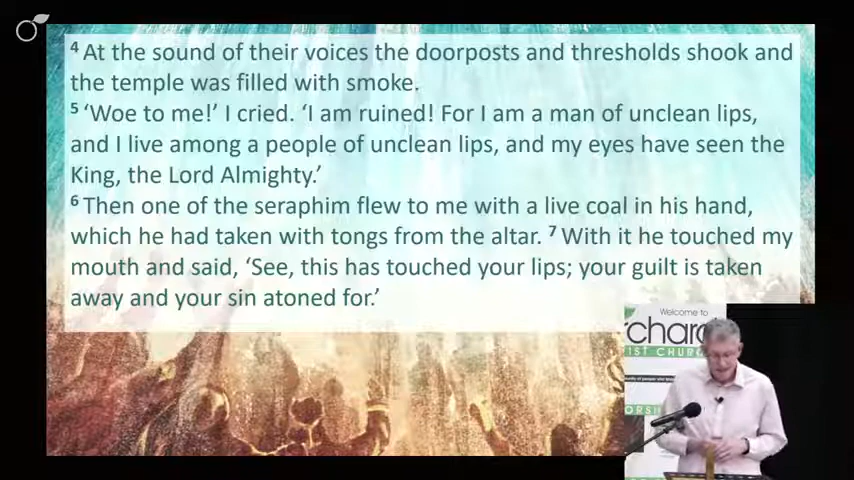 ⁴ At the sound of their voices the doorposts and thresholds shook and
the temple was filled with smoke.
⁵ ‘Woe to me!’ I cried. ‘I am ruined! For I am a man of unclean lips,
and I live among a people of unclean lips, and my eyes have seen the
King, the Lord Almighty.’
⁶ Then one of the seraphim flew to me with a live coal in his hand,
which he had taken with tongs from the altar. ⁷ With it he touched my
mouth and said, ‘See, this has touched your lips; your guilt is taken
away and your sin atoned for.’
Welcome to
rchard
IST CHURC